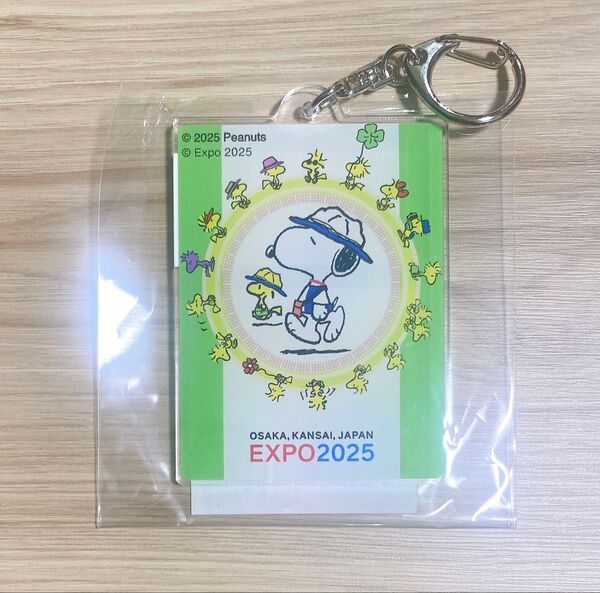 © 2025 Peanuts
© Expo 2025
OSAKA, KANSAI, JAPAN
EXPO2025